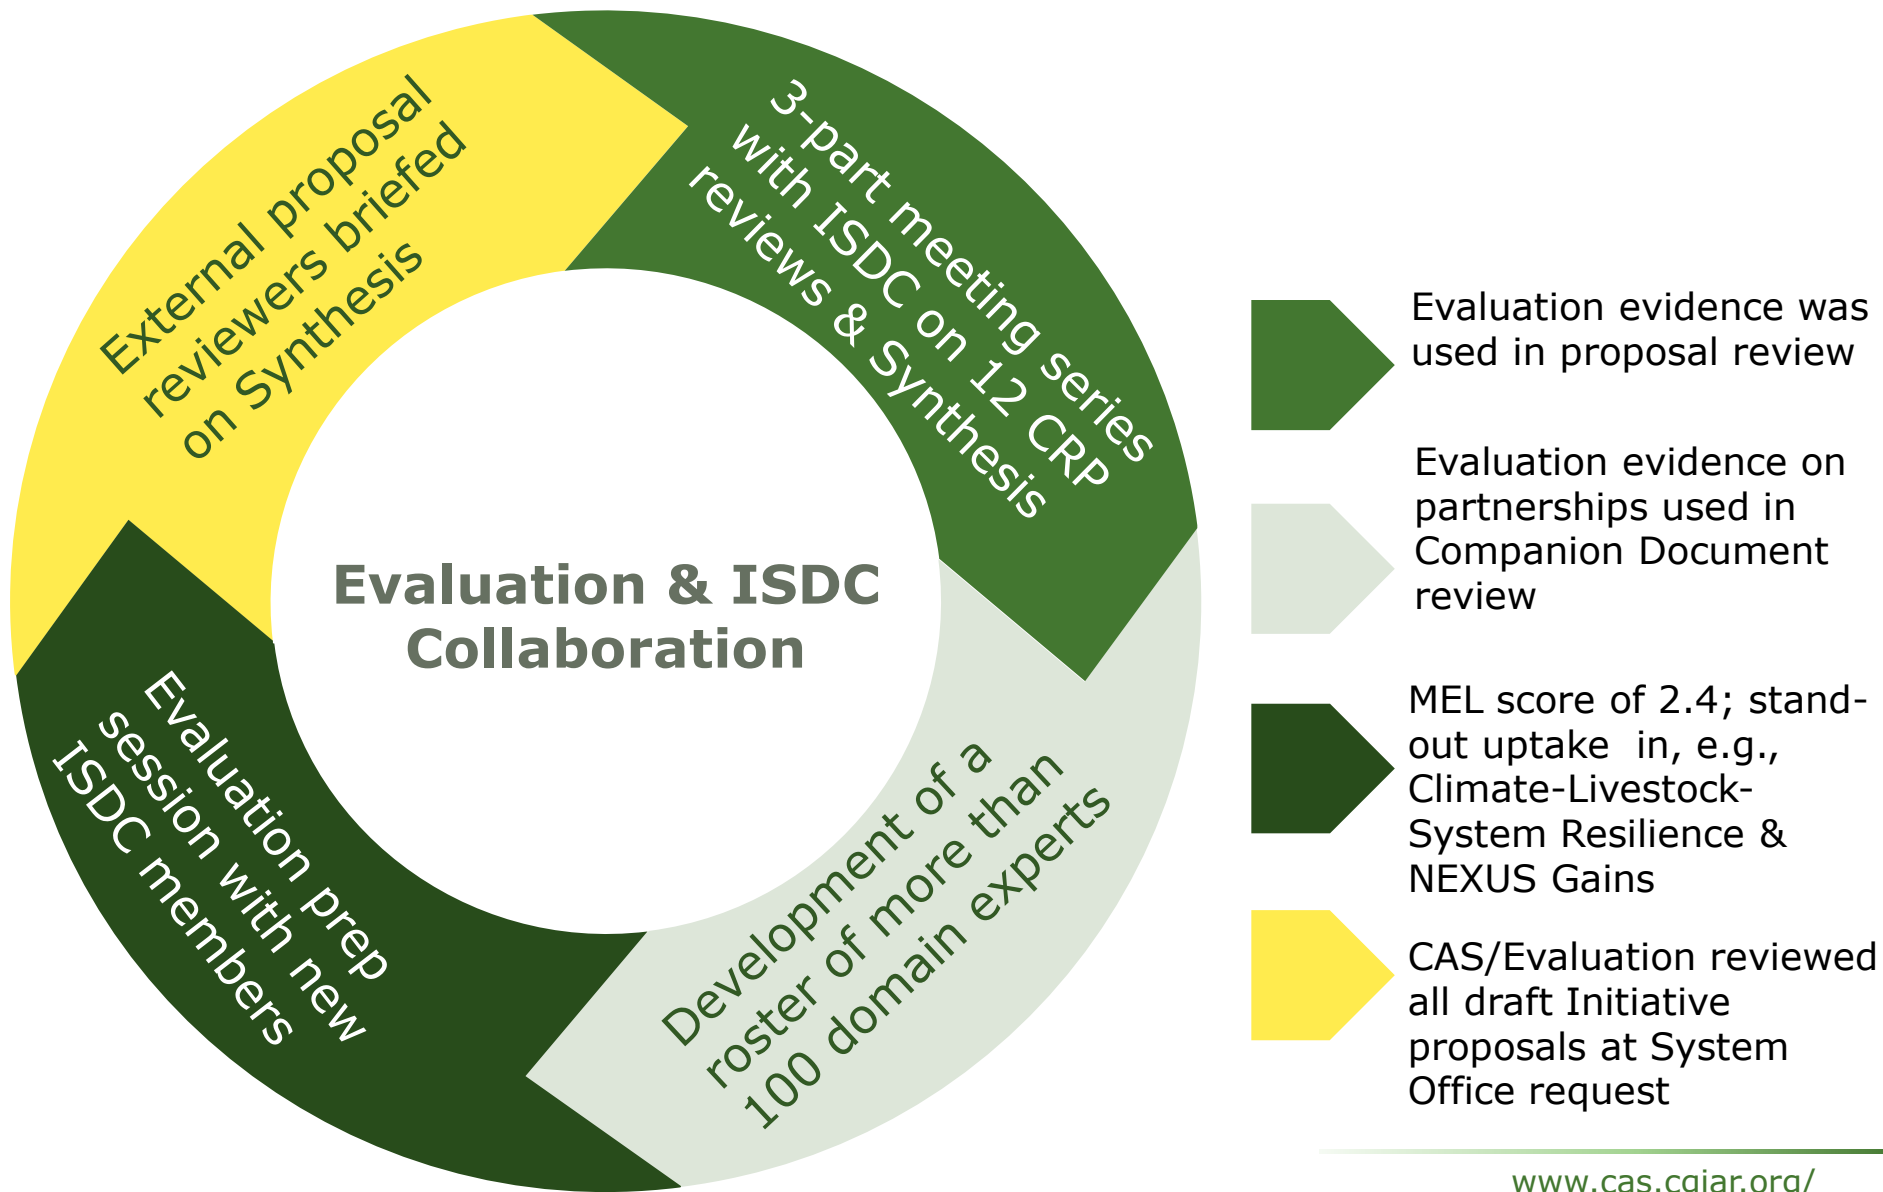 External proposal
reviewers briefed
on Synthesis
3-part meeting series
with ISDC on 12 CRP
reviews & Synthesis
Evaluation & ISDC
Collaboration
Evaluation prep
session with new
ISDC members
Development of a
roster of more than
100 domain experts
Evaluation evidence was
used in proposal review
Evaluation evidence on
partnerships used in
Companion Document
review
MEL score of 2.4; stand-
out uptake  in, e.g.,
Climate-Livestock-
System Resilience &
NEXUS Gains
CAS/Evaluation reviewed
all draft Initiative
proposals at System
Office request
www.cas.cgiar.org/